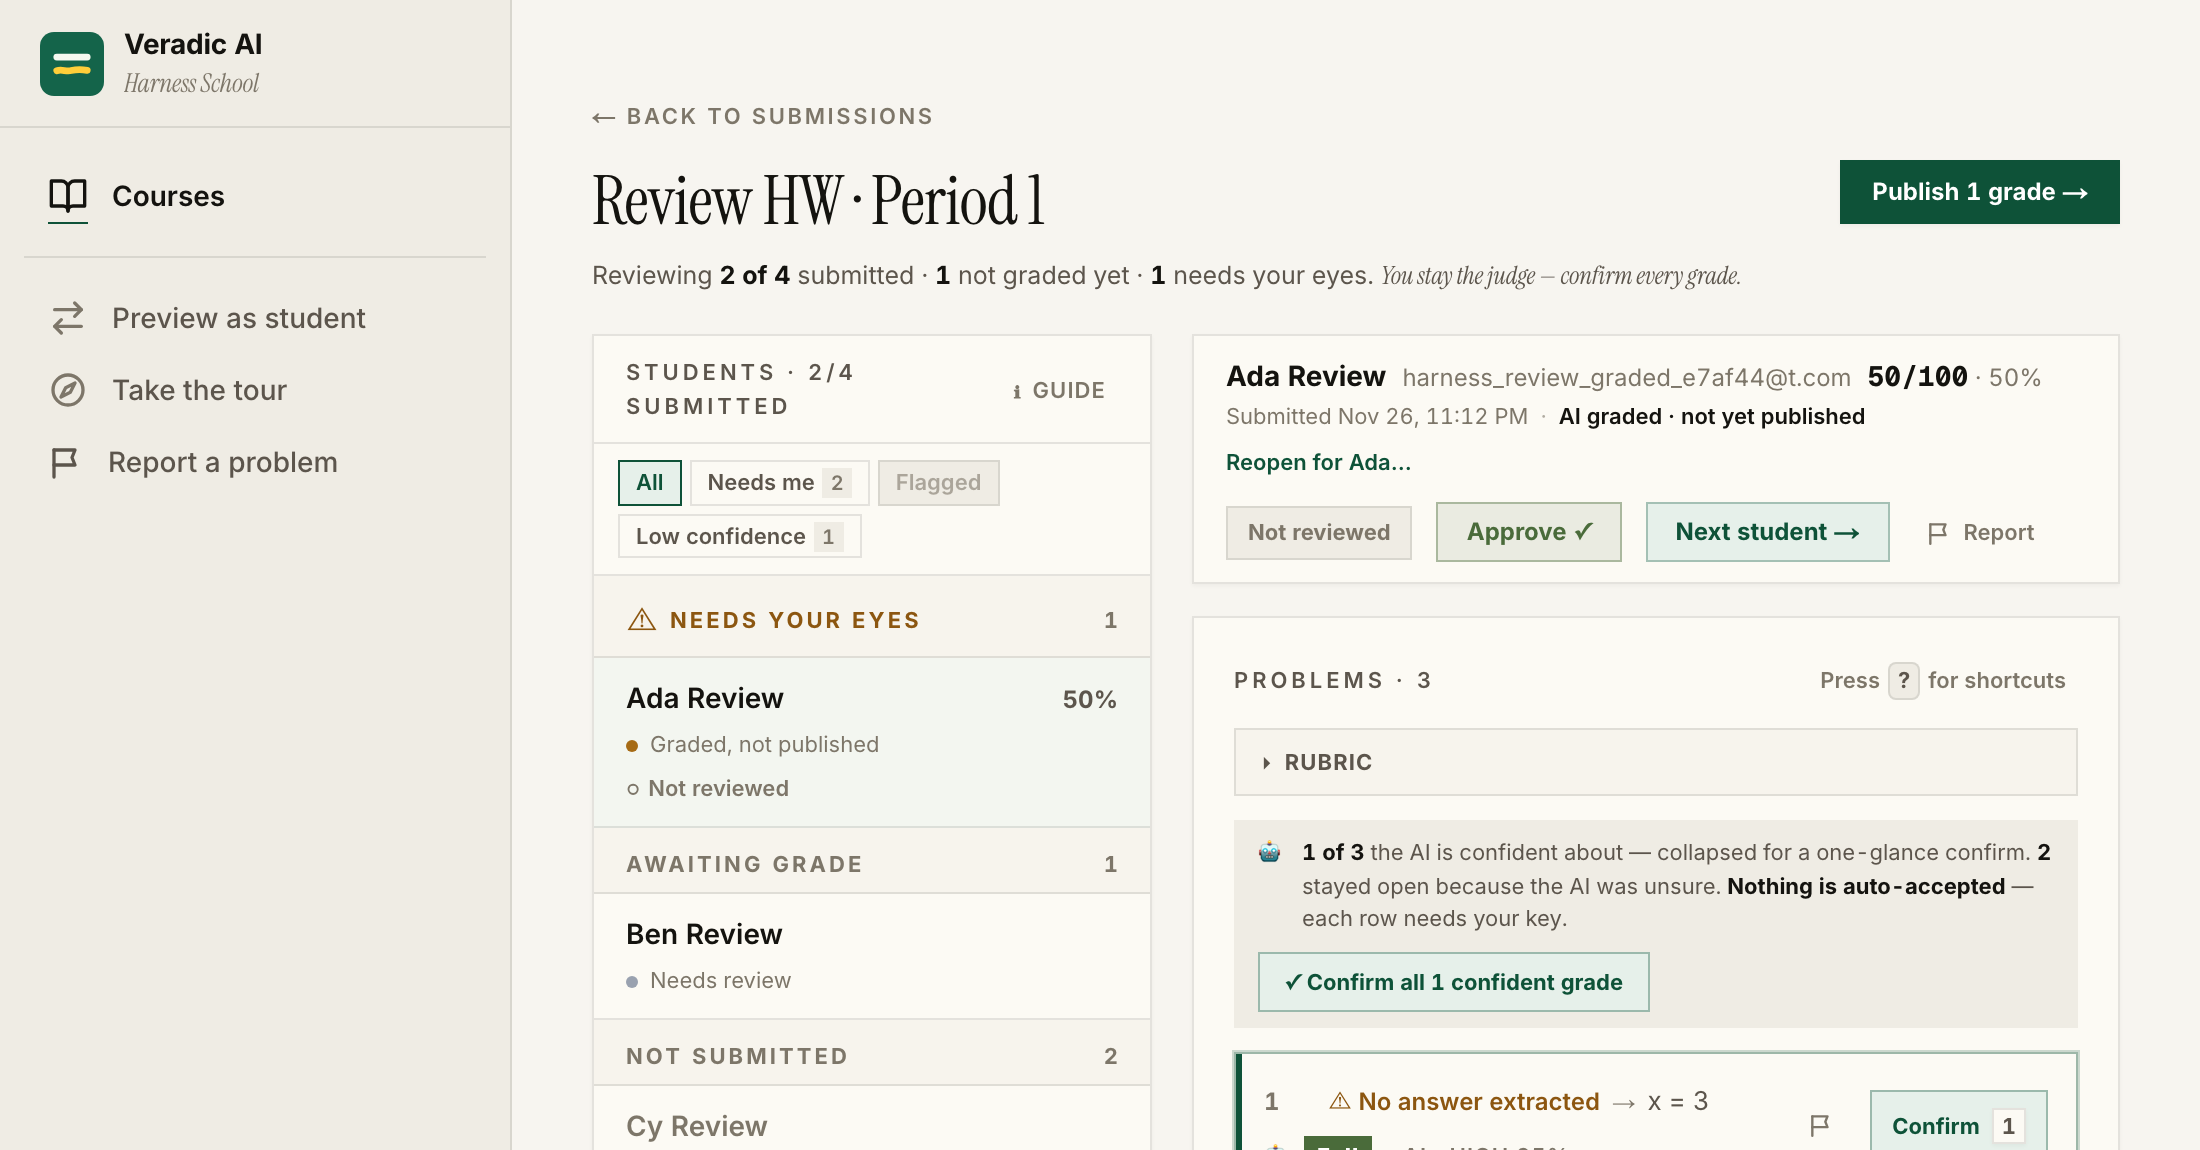 Veradic AI
Harness School
Courses
Preview as student
Take the tour
Report a problem
← BACK TO SUBMISSIONS
Review HW · Period 1
Publish 1 grade →
Reviewing 2 of 4 submitted · 1 not graded yet · 1 needs your eyes. You stay the judge — confirm every grade.
STUDENTS · 2/4
SUBMITTED
ℹ GUIDE
All
Needs me 2
Flagged
Low confidence 1
⚠ NEEDS YOUR EYES 1
Ada Review 50%
Graded, not published
Not reviewed
AWAITING GRADE 1
Ben Review
Needs review
NOT SUBMITTED 2
Cy Review
Ada Review harness_review_graded_e7af44@t.com 50/100 · 50%
Submitted Nov 26, 11:12 PM · AI graded · not yet published
Reopen for Ada...
Not reviewed
Approve ✓
Next student →
Report
PROBLEMS · 3
Press ? for shortcuts
RUBRIC
1 of 3 the AI is confident about — collapsed for a one-glance confirm. 2
stayed open because the AI was unsure. Nothing is auto-accepted —
each row needs your key.
✓ Confirm all 1 confident grade
1 ⚠ No answer extracted → x = 3
Confirm 1